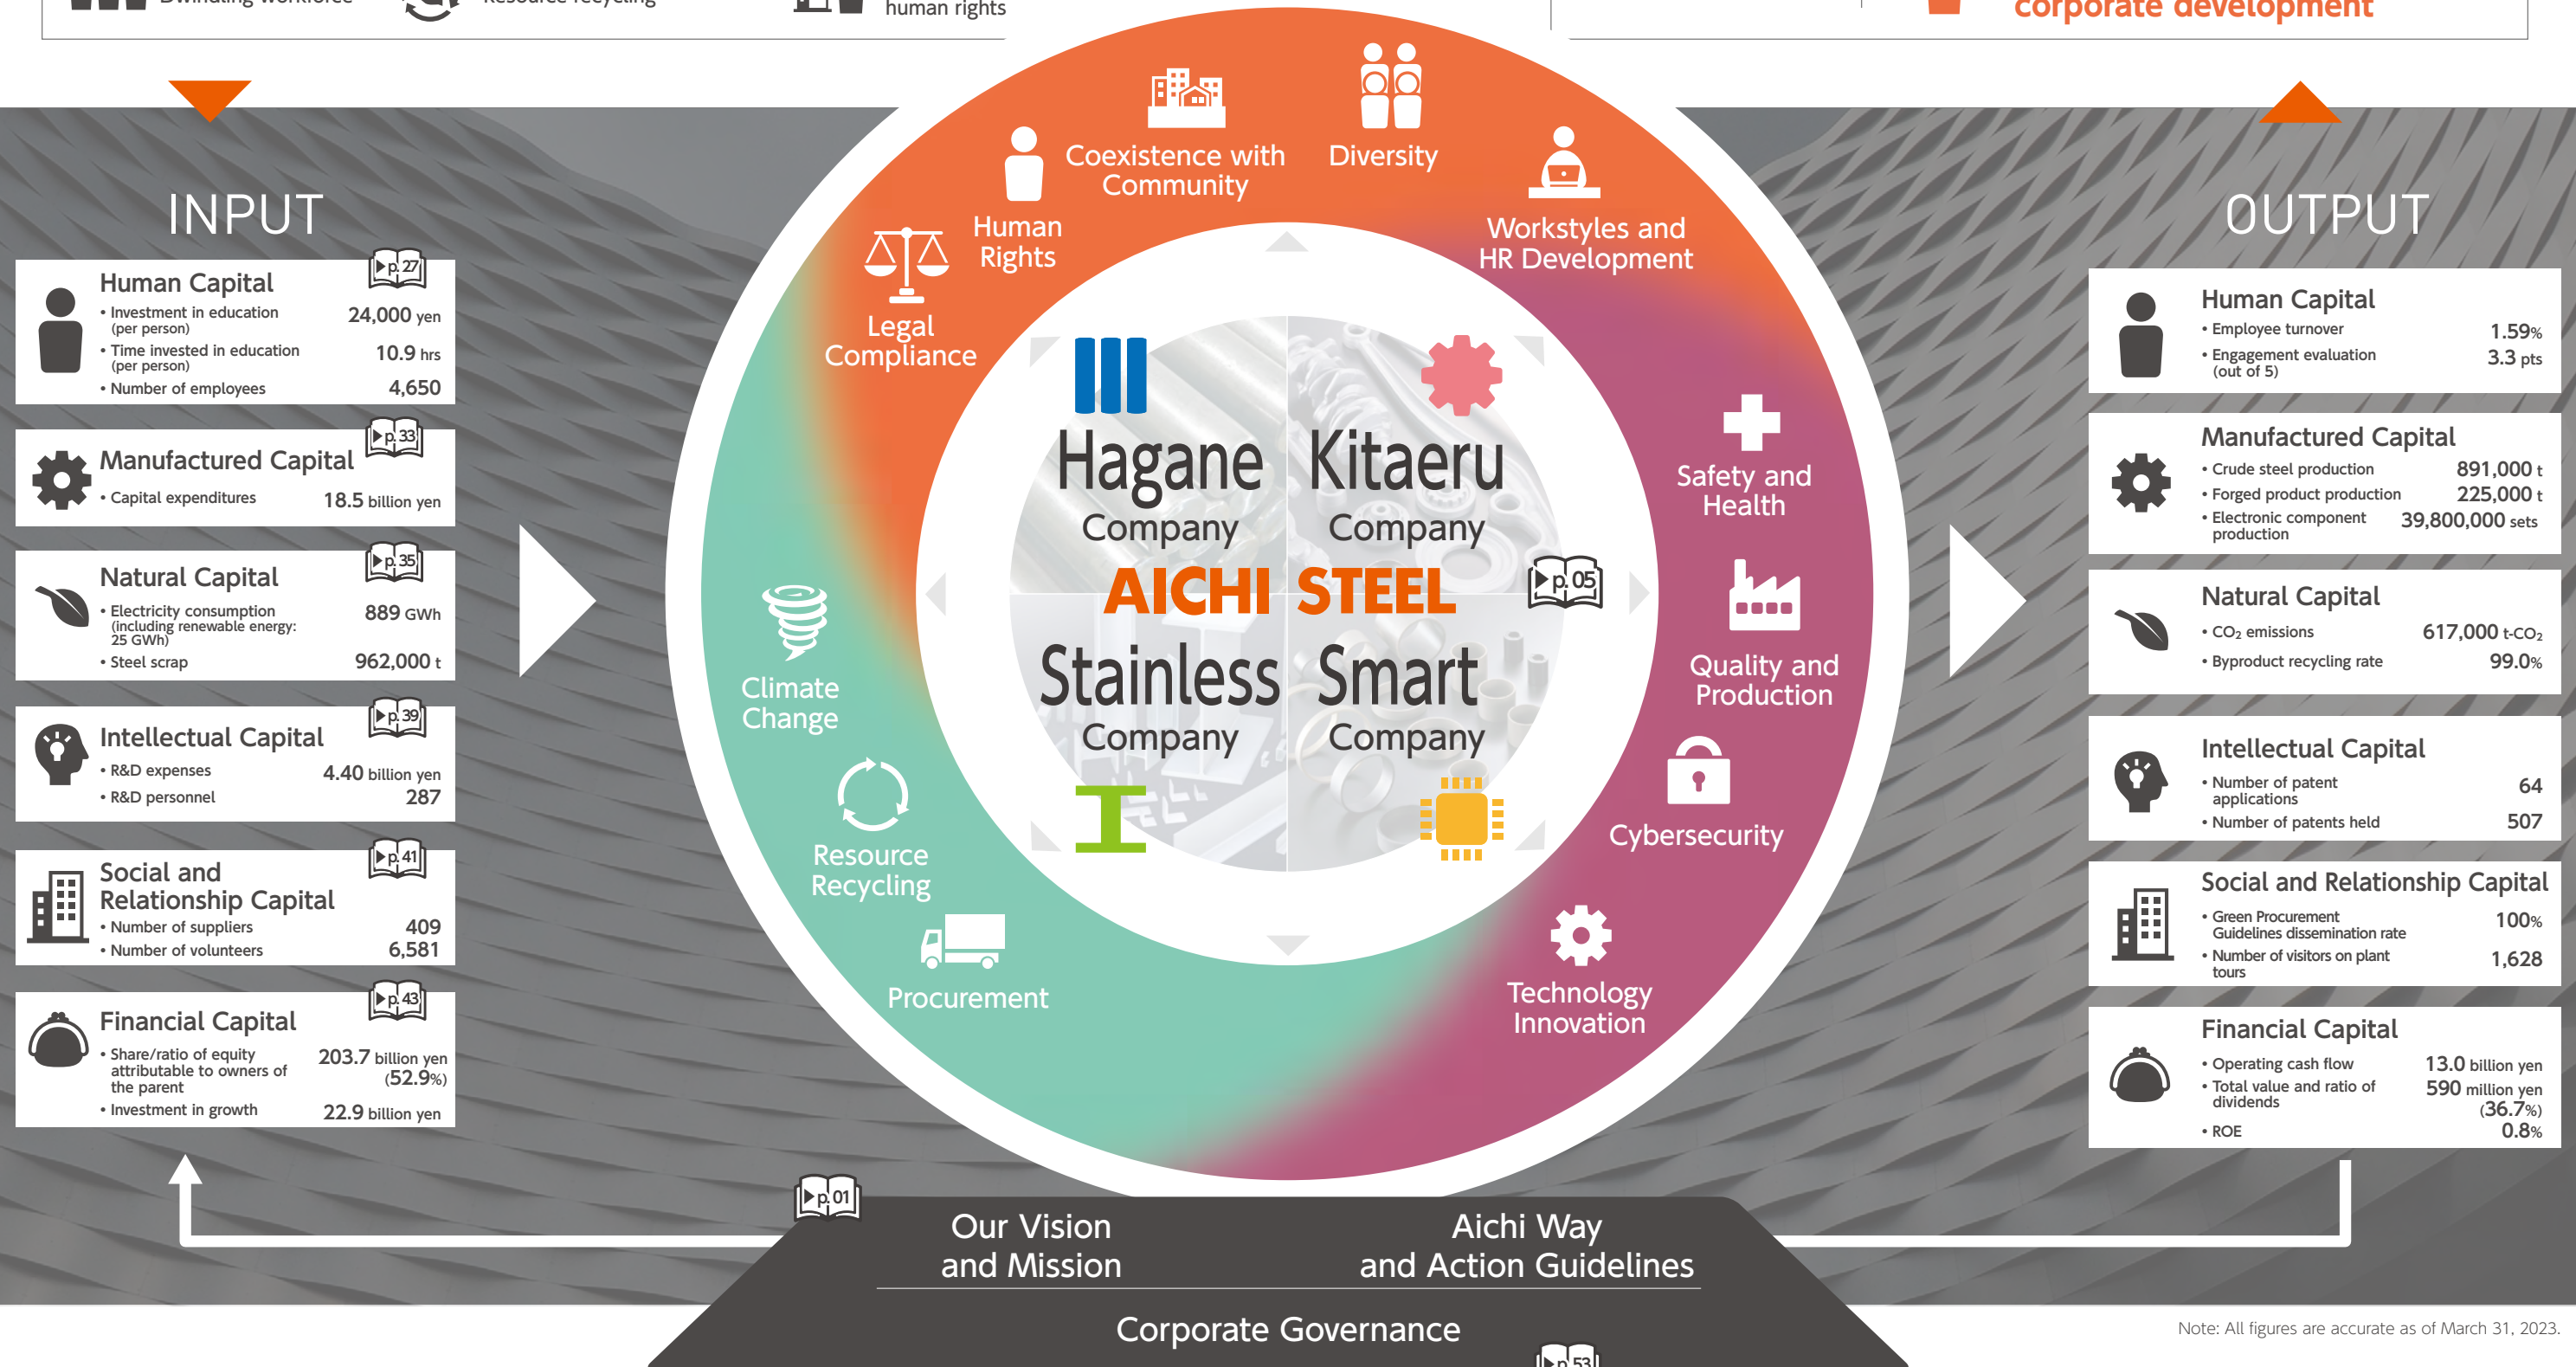 Dwindling workforce
Resource recycling
human rights
corporate development
INPUT
Human Capital
p.27
• Investment in education
(per person)
24,000 yen
• Time invested in education
(per person)
10.9 hrs
• Number of employees
4,650
Manufactured Capital
p.33
• Capital expenditures
18.5 billion yen
Natural Capital
p.35
• Electricity consumption
(including renewable energy:
25 GWh)
889 GWh
• Steel scrap
962,000 t
Intellectual Capital
p.39
• R&D expenses
4.40 billion yen
• R&D personnel
287
Social and
Relationship Capital
p.41
• Number of suppliers
409
• Number of volunteers
6,581
Financial Capital
p.43
• Share/ratio of equity
attributable to owners of
the parent
203.7 billion yen
(52.9%)
• Investment in growth
22.9 billion yen
Coexistence with
Community
Diversity
Human
Rights
Workstyles and
HR Development
Legal
Compliance
Safety and
Health
Climate
Change
Quality and
Production
Resource
Recycling
Cybersecurity
Procurement
Technology
Innovation
Hagane
Company
Kitaeru
Company
AICHI STEEL
p.05
Stainless
Company
Smart
Company
OUTPUT
Human Capital
• Employee turnover
1.59%
• Engagement evaluation
(out of 5)
3.3 pts
Manufactured Capital
• Crude steel production
891,000 t
• Forged product production
225,000 t
• Electronic component
production
39,800,000 sets
Natural Capital
• CO₂ emissions
617,000 t-CO₂
• Byproduct recycling rate
99.0%
Intellectual Capital
• Number of patent
applications
64
• Number of patents held
507
Social and Relationship Capital
• Green Procurement
Guidelines dissemination rate
100%
• Number of visitors on plant
tours
1,628
Financial Capital
• Operating cash flow
13.0 billion yen
• Total value and ratio of
dividends
590 million yen
(36.7%)
• ROE
0.8%
p.01
Our Vision
and Mission
Aichi Way
and Action Guidelines
Corporate Governance
p.53
Note: All figures are accurate as of March 31, 2023.